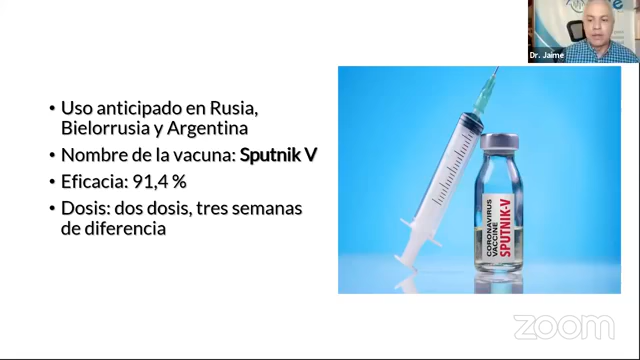 Dr. Jaime
• Uso anticipado en Rusia,
Bielorrusia y Argentina
• Nombre de la vacuna: Sputnik V
• Eficacia: 91,4 %
• Dosis: dos dosis, tres semanas
de diferencia
CORONAVIRUS
VACCINE
SPUTNIK-V
zoom